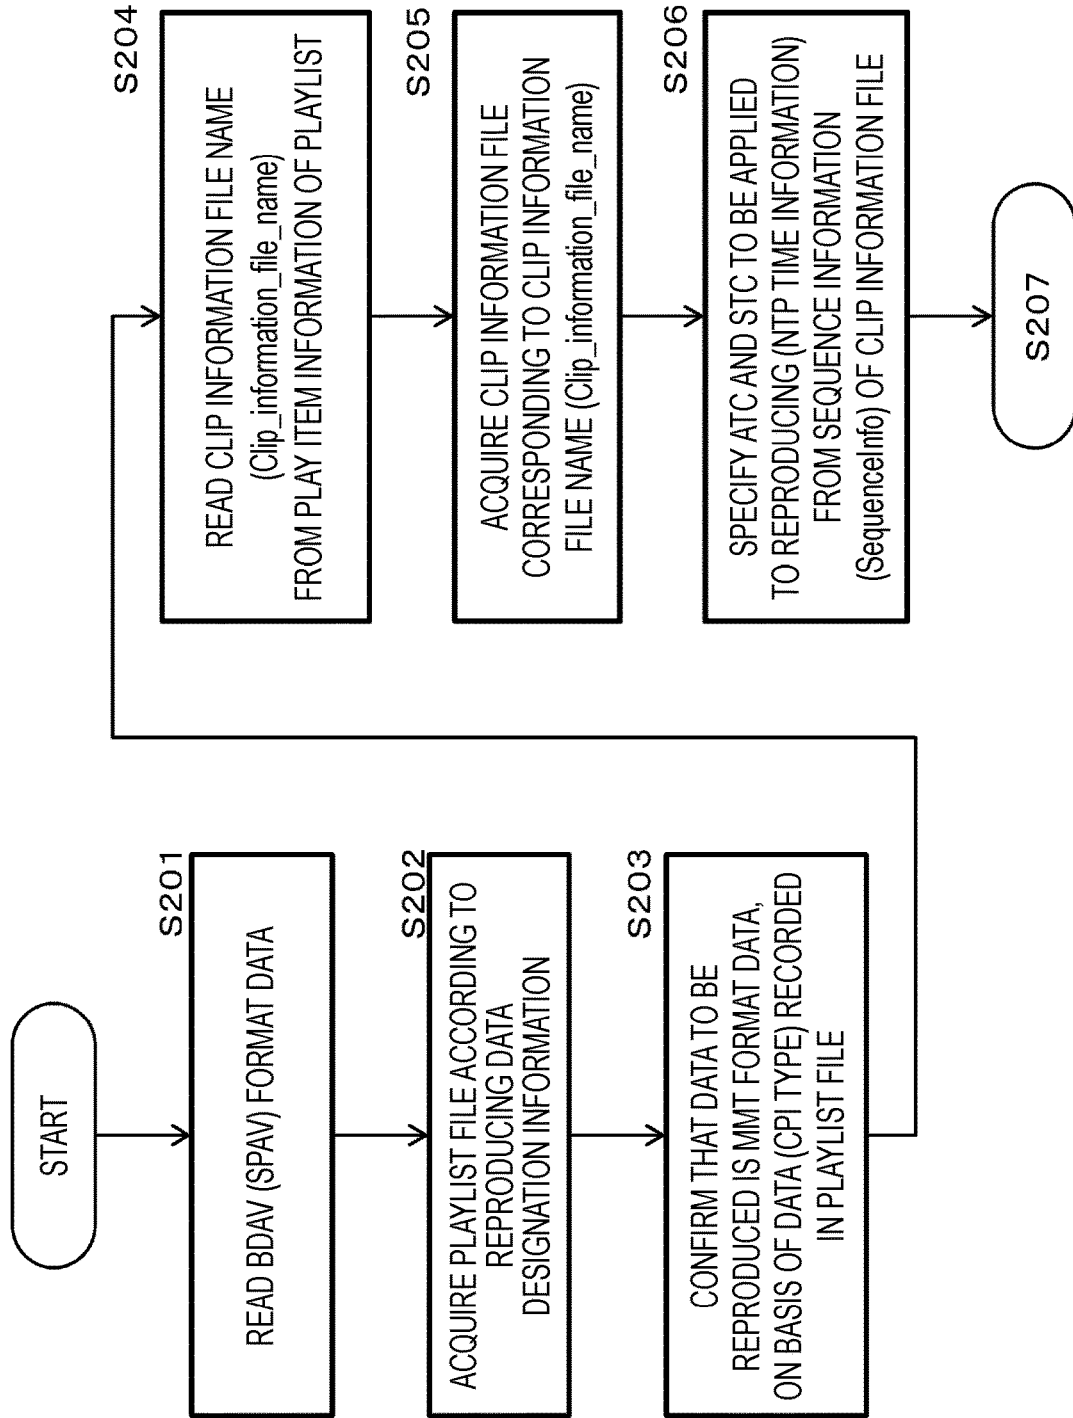 START
S201
READ BDAV (SPAV) FORMAT DATA
S202
ACQUIRE PLAYLIST FILE ACCORDING TO
REPRODUCING DATA
DESIGNATION INFORMATION
S203
CONFIRM THAT DATA TO BE
REPRODUCED IS MMT FORMAT DATA,
ON BASIS OF DATA (CPI TYPE) RECORDED
IN PLAYLIST FILE
S204
READ CLIP INFORMATION FILE NAME
(Clip_information_file_name)
FROM PLAY ITEM INFORMATION OF PLAYLIST
S205
ACQUIRE CLIP INFORMATION FILE
CORRESPONDING TO CLIP INFORMATION
FILE NAME (Clip_information_file_name)
S206
SPECIFY ATC AND STC TO BE APPLIED
TO REPRODUCING (NTP TIME INFORMATION)
FROM SEQUENCE INFORMATION
(SequenceInfo) OF CLIP INFORMATION FILE
S207